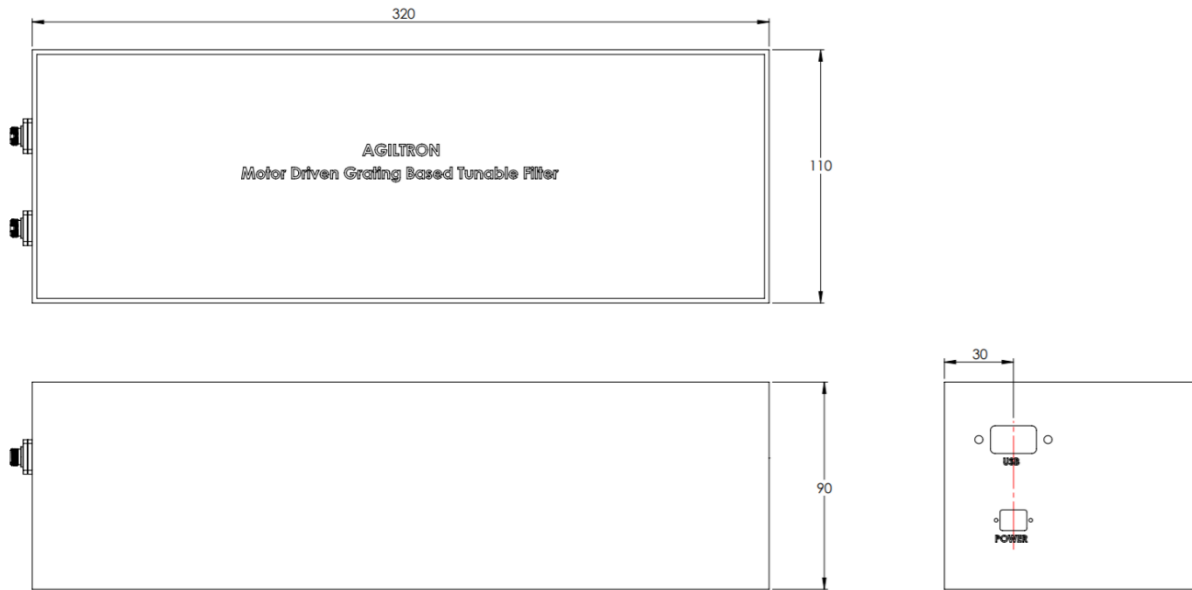 320
AGILTRON
Motor Driven Grating Based Tunable Filter
110
30
90
USB
POWER